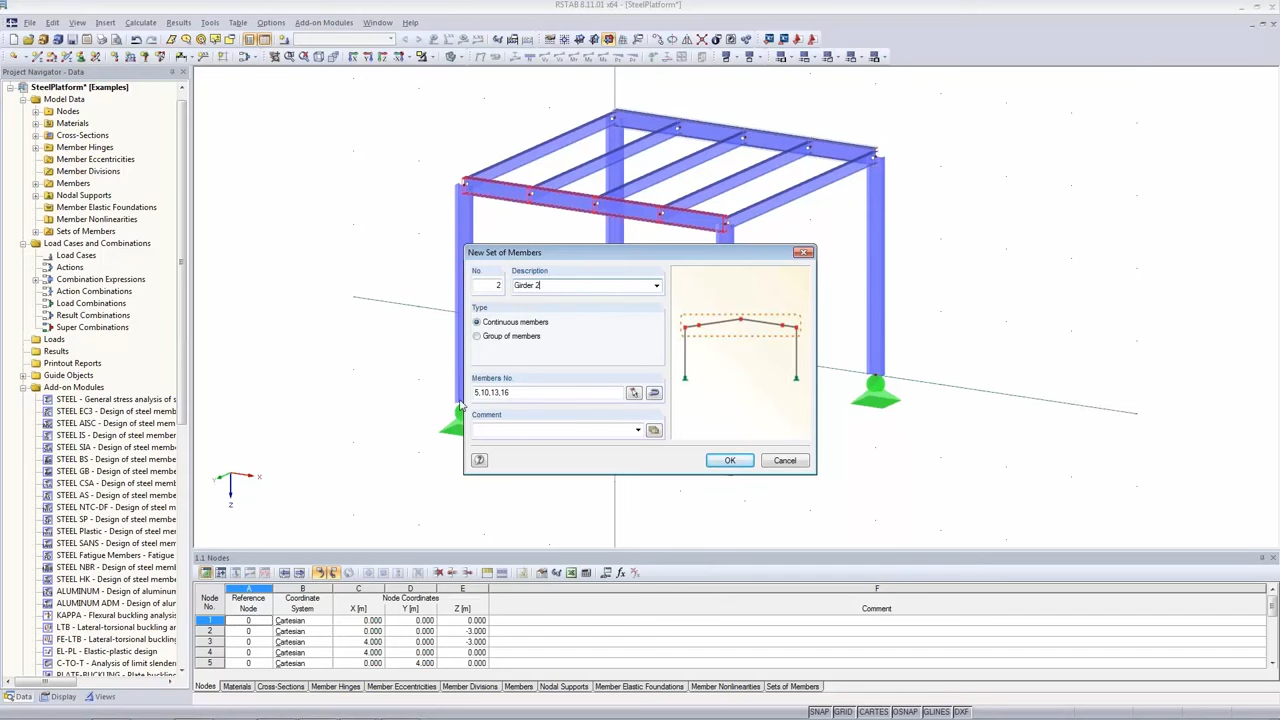 RSTAB 8.11.01 x64 - [SteelPlatform*]
File Edit View Insert Calculate Results Tools Table Options Add-on Modules Window Help
Project Navigator - Data
SteelPlatform* [Examples]
Model Data
Nodes
Materials
Cross-Sections
Member Hinges
Member Eccentricities
Member Divisions
Members
Nodal Supports
Member Elastic Foundations
Member Nonlinearities
Sets of Members
Load Cases and Combinations
Load Cases
Actions
Combination Expressions
Action Combinations
Load Combinations
Result Combinations
Super Combinations
Loads
Results
Printout Reports
Guide Objects
Add-on Modules
STEEL - General stress analysis of s
STEEL EC3 - Design of steel memb
STEEL AISC - Design of steel mem
STEEL IS - Design of steel membe
STEEL SIA - Design of steel memb
STEEL BS - Design of steel membe
STEEL GB - Design of steel membe
STEEL CSA - Design of steel memb
STEEL AS - Design of steel membe
STEEL NTC-DF - Design of steel m
STEEL SP - Design of steel membe
STEEL Plastic - Design of steel mem
STEEL SANS - Design of steel mem
STEEL Fatigue Members - Fatigue
STEEL NBR - Design of steel mem
STEEL HK - Design of steel membe
ALUMINUM - Design of aluminum
ALUMINUM ADM - Design of alum
KAPPA - Flexural buckling analysis
LTB - Lateral-torsional buckling
FE-LTB - Lateral-torsional buckling
EL-PL - Elastic-plastic design
C-TO-T - Analysis of limit slender
PLATE-BUCKLING - Plate buckling
Data Display Views
New Set of Members
No. Description
2 Girder 2
Type
Continuous members
Group of members
Members No.
5,10,13,16
Comment
OK Cancel
Y X
Z
1.1 Nodes
A B C D E F
Node Reference Coordinate Node Coordinates
No. Node System X [m] Y [m] Z [m] Comment
1 0 Cartesian 0.000 0.000 0.000
2 0 Cartesian 0.000 0.000 -3.000
3 0 Cartesian 4.000 0.000 -3.000
4 0 Cartesian 4.000 0.000 0.000
5 0 Cartesian 0.000 4.000 0.000
Nodes Materials Cross-Sections Member Hinges Member Eccentricities Member Divisions Members Nodal Supports Member Elastic Foundations Member Nonlinearities Sets of Members
SNAP GRID CARTES OSNAP GLINES DXF